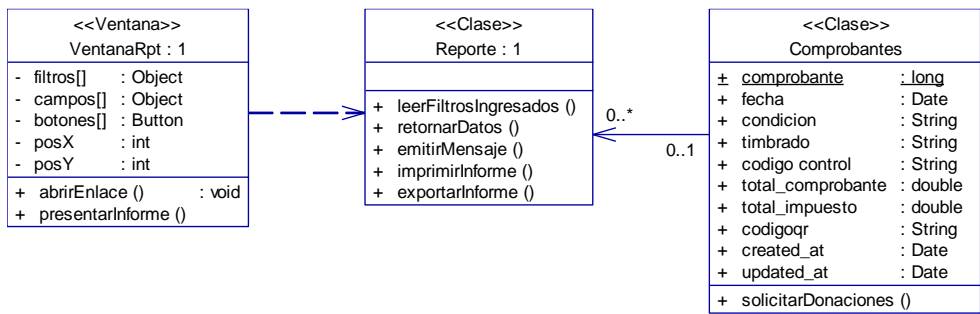 <<Ventana>>
VentanaRpt : 1
- filtros[] : Object
- campos[] : Object
- botones[] : Button
- posX : int
- posY : int
+ abrirEnlace () : void
+ presentarInforme ()
<<Clase>>
Reporte : 1
+ leerFiltrosIngresados ()
+ retornarDatos ()
+ emitirMensaje ()
+ imprimirInforme ()
+ exportarInforme ()
0..*
0..1
<<Clase>>
Comprobantes
+ comprobante : long
+ fecha : Date
+ condicion : String
+ timbrado : String
+ codigo control : String
+ total_comprobante : double
+ total_impuesto : double
+ codigoqr : String
+ created_at : Date
+ updated_at : Date
+ solicitarDonaciones ()